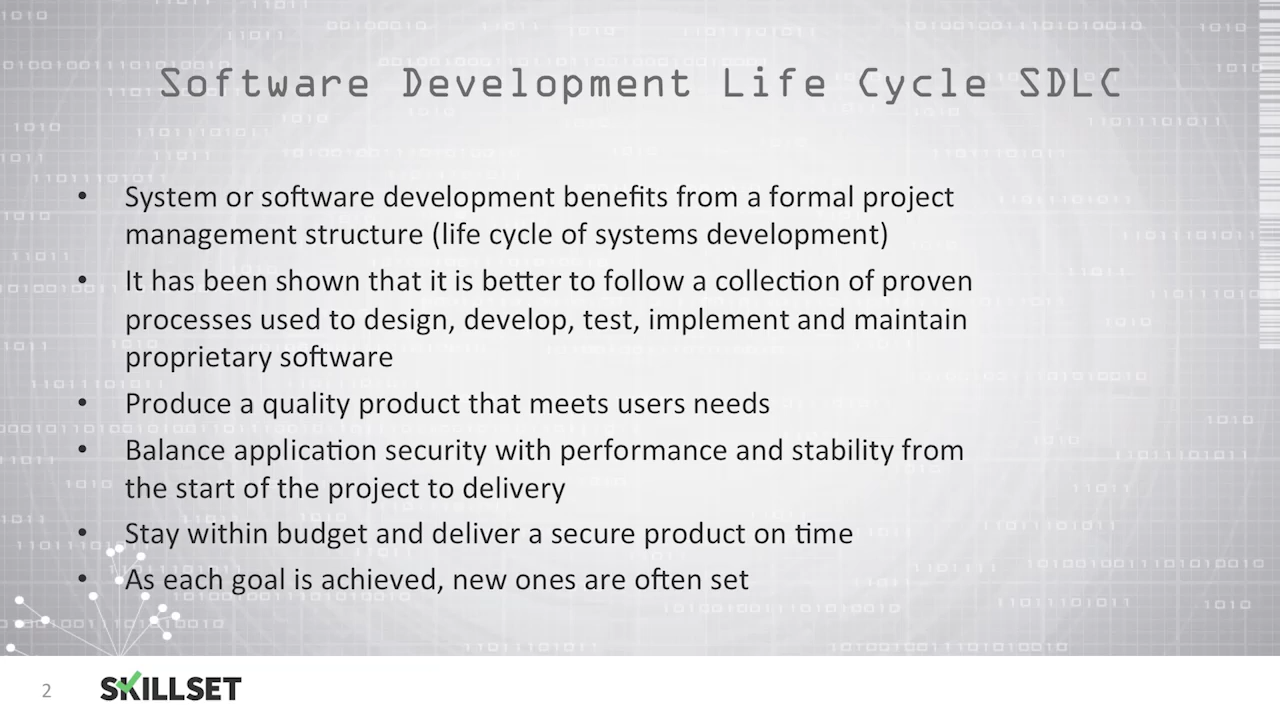 Software Development Life Cycle SDLC
• System or software development benefits from a formal project
management structure (life cycle of systems development)
• It has been shown that it is better to follow a collection of proven
processes used to design, develop, test, implement and maintain
proprietary software
• Produce a quality product that meets users needs
• Balance application security with performance and stability from
the start of the project to delivery
• Stay within budget and deliver a secure product on time
• As each goal is achieved, new ones are often set
2
SKILLSET